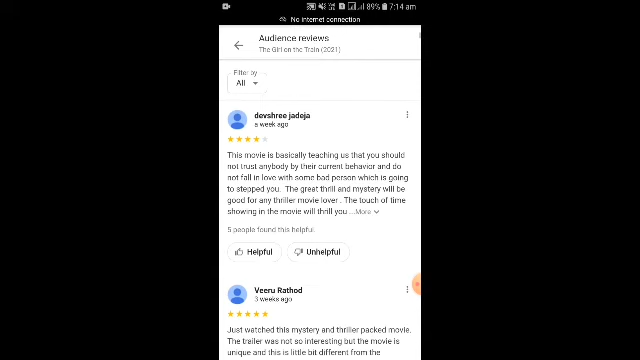 89% 7:14 am
No internet connection
Audience reviews
The Girl on the Train (2021)
Filter by
All
devshree jadeja
a week ago
This movie is basically teaching us that you should
not trust anybody by their current behavior and do
not fall in love with some bad person which is going
to stepped you. The great thrill and mystery will be
good for any thriller movie lover . The touch of time
showing in the movie will thrill you ...More
5 people found this helpful.
Helpful Unhelpful
Veeru Rathod
3 weeks ago
Just watched this mystery and thriller packed movie.
The trailer was not so interesting but the movie is
unique and this is little bit different from the